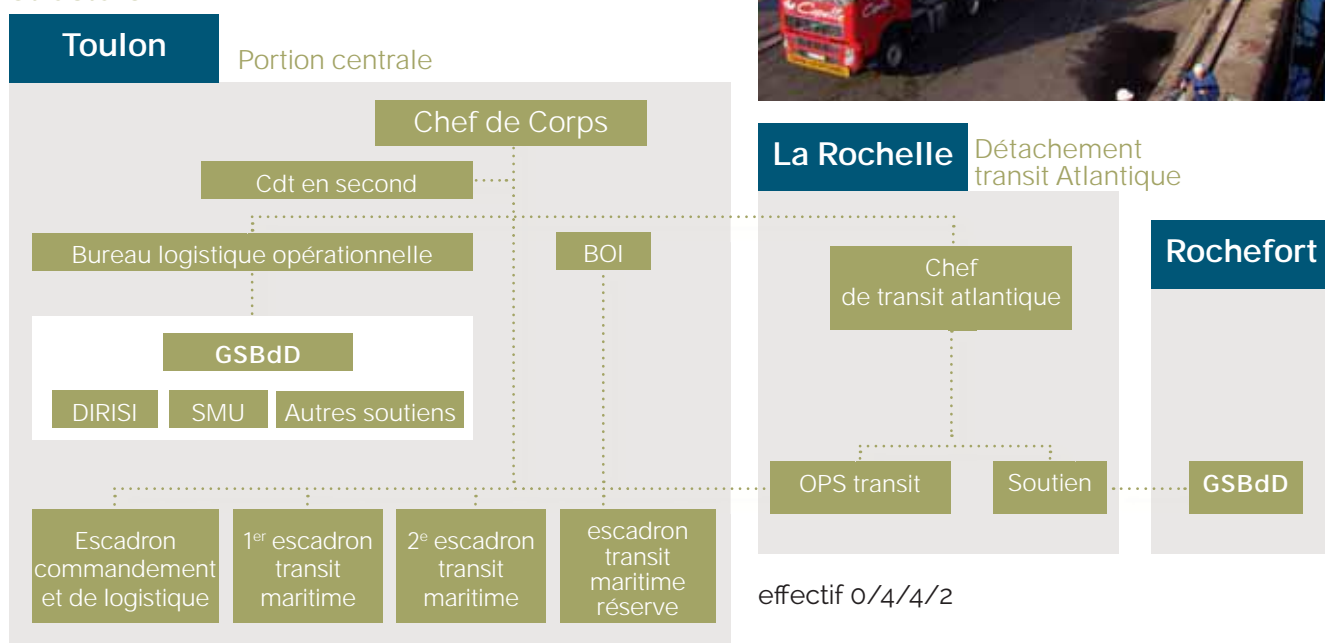 Toulon
Portion centrale
Chef de Corps
Cdt en second
Bureau logistique opérationnelle
BOI
GSBdD
DIRISI
SMU
Autres soutiens
Escadron
commandement
et de logistique
1er escadron
transit
maritime
2e escadron
transit
maritime
escadron
transit
maritime
réserve
La Rochelle
Détachement
transit Atlantique
Chef
de transit atlantique
OPS transit
Soutien
effectif 0/4/4/2
Rochefort
GSBdD